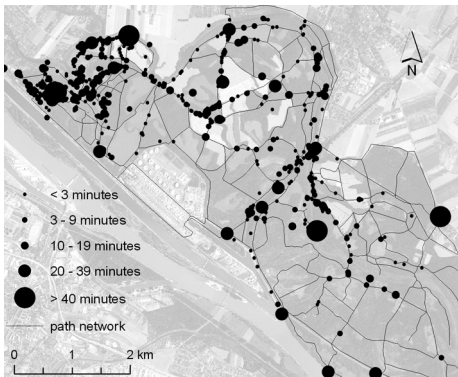 N
< 3 minutes
3 - 9 minutes
10 - 19 minutes
20 - 39 minutes
> 40 minutes
path network
0 1 2 km